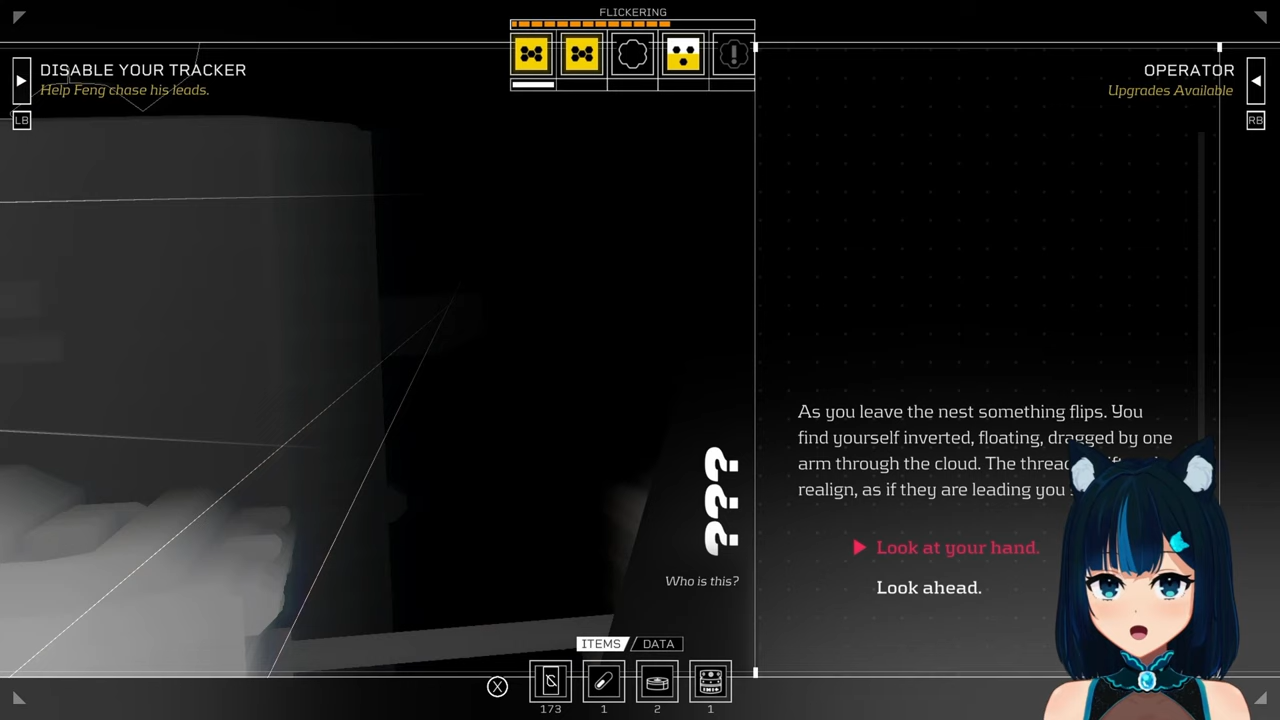 FLICKERING
DISABLE YOUR TRACKER
Help Feng chase his leads.
LB
OPERATOR
Upgrades Available
RB
As you leave the nest something flips. You
find yourself inverted, floating, dragged by one
arm through the cloud. The
realign, as if they are leading you
Look at your hand.
Look ahead.
???
Who is this?
ITEMS / DATA
X
173
1
2
1